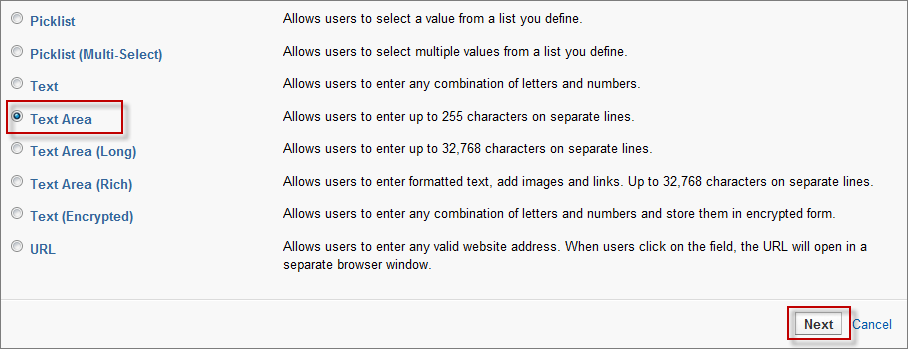 Picklist Allows users to select a value from a list you define.
Picklist (Multi-Select) Allows users to select multiple values from a list you define.
Text Allows users to enter any combination of letters and numbers.
Text Area Allows users to enter up to 255 characters on separate lines.
Text Area (Long) Allows users to enter up to 32,768 characters on separate lines.
Text Area (Rich) Allows users to enter formatted text, add images and links. Up to 32,768 characters on separate lines.
Text (Encrypted) Allows users to enter any combination of letters and numbers and store them in encrypted form.
URL Allows users to enter any valid website address. When users click on the field, the URL will open in a
separate browser window.
Next Cancel